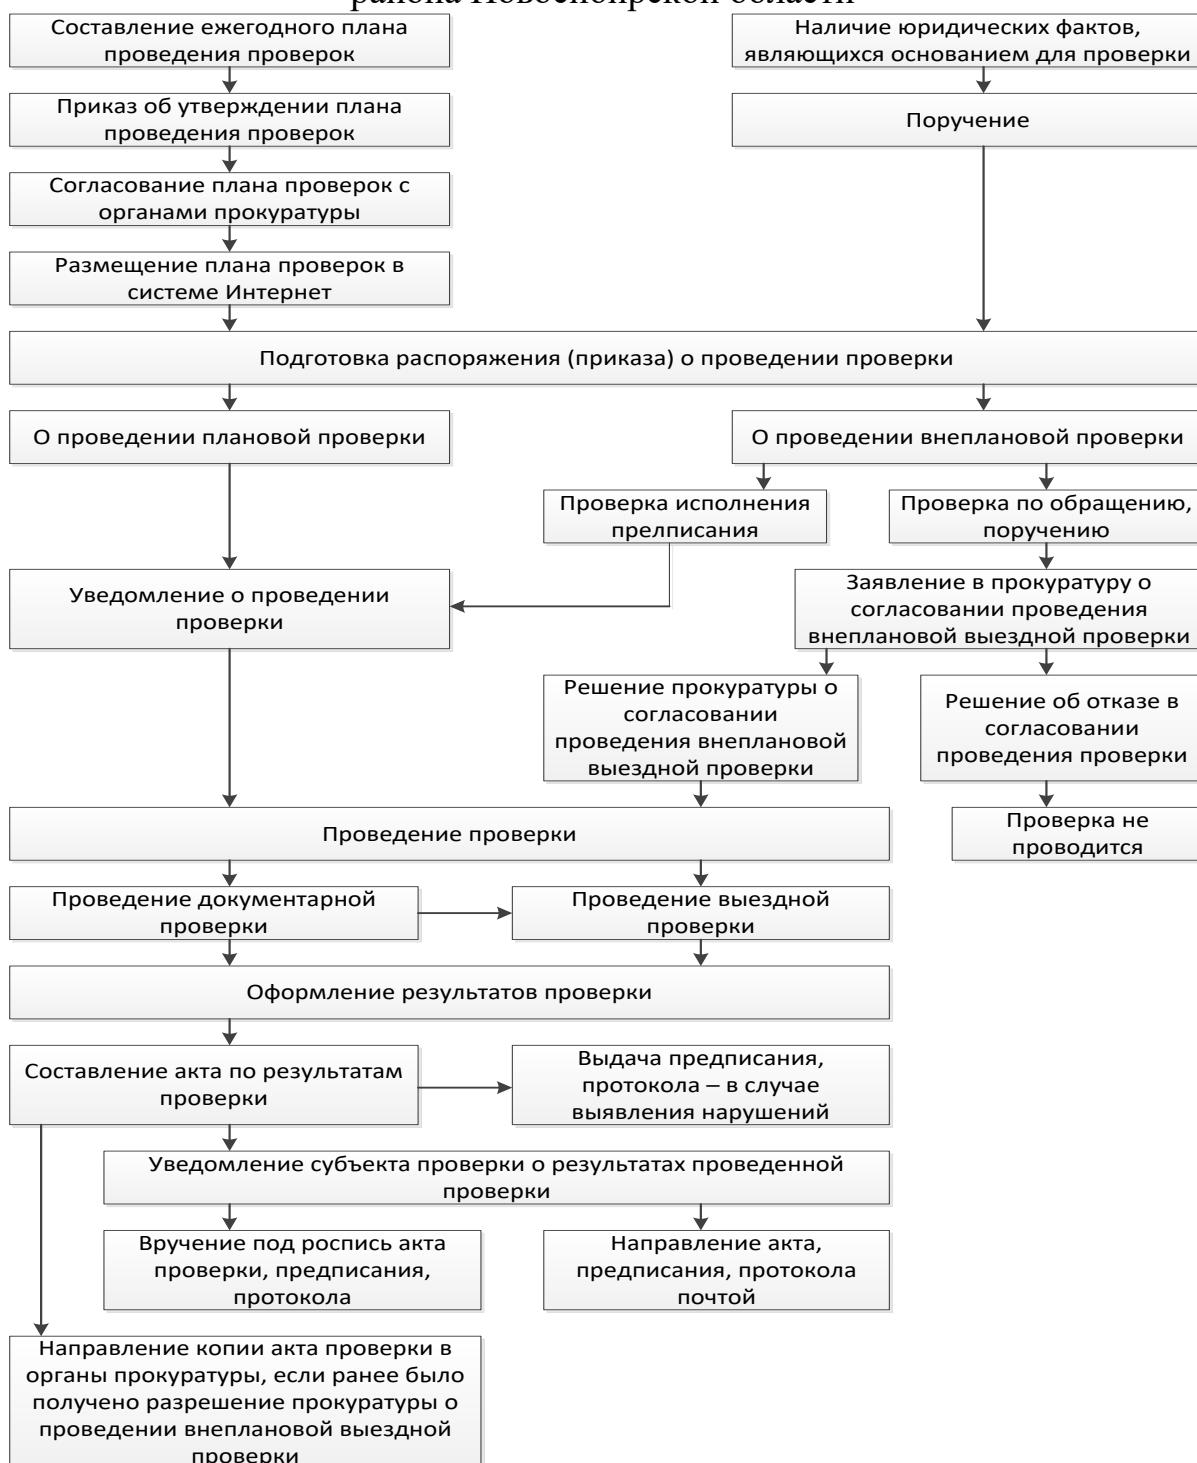 района Новосибирской области
Составление ежегодного плана
проведения проверок
Наличие юридических фактов,
являющихся основанием для проверки
Приказ об утверждении плана
проведения проверок
Поручение
Согласование плана проверок с
органами прокуратуры
Размещение плана проверок в
системе Интернет
Подготовка распоряжения (приказа) о проведении проверки
О проведении плановой проверки
О проведении внеплановой проверки
Проверка исполнения
прелписания
Проверка по обращению,
поручению
Уведомление о проведении
проверки
Заявление в прокуратуру о
согласовании проведения
внеплановой выездной проверки
Решение прокуратуры о
согласовании
проведения внеплановой
выездной проверки
Решение об отказе в
согласовании
проведения проверки
Проведение проверки
Проверка не
проводится
Проведение документарной
проверки
Проведение выездной
проверки
Оформление результатов проверки
Составление акта по результатам
проверки
Выдача предписания,
протокола – в случае
выявления нарушений
Уведомление субъекта проверки о результатах проведенной
проверки
Вручение под роспись акта
проверки, предписания,
протокола
Направление акта,
предписания, протокола
почтой
Направление копии акта проверки в
органы прокуратуры, если ранее было
получено разрешение прокуратуры о
проведении внеплановой выездной
проверки